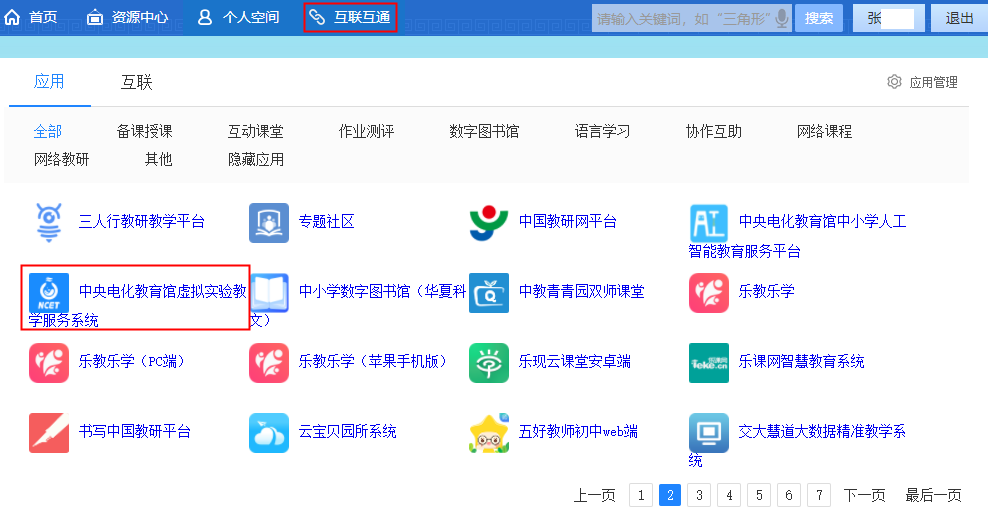 首页 资源中心 个人空间 互联互通 请输入关键词，如“三角形” 搜索 张 退出
应用 互联 应用管理
全部 备课授课 互动课堂 作业测评 数字图书馆 语言学习 协作互助 网络课程
网络教研 其他 隐藏应用
三人行教研教学平台 专题社区 中国教研网平台 中央电化教育馆中小学人工
智能教育服务平台
NCET 中央电化教育馆虚拟实验教 中小学数字图书馆（华夏科 中教青青园双师课堂 乐教乐学
学服务系统 文）
乐教乐学（PC端） 乐教乐学（苹果手机版） 乐现云课堂安卓端 Teke.cn 乐课网智慧教育系统
书写中国教研平台 云宝贝园所系统 五好教师初中web端 交大慧道大数据精准教学系
统
上一页 1 2 3 4 5 6 7 下一页 最后一页